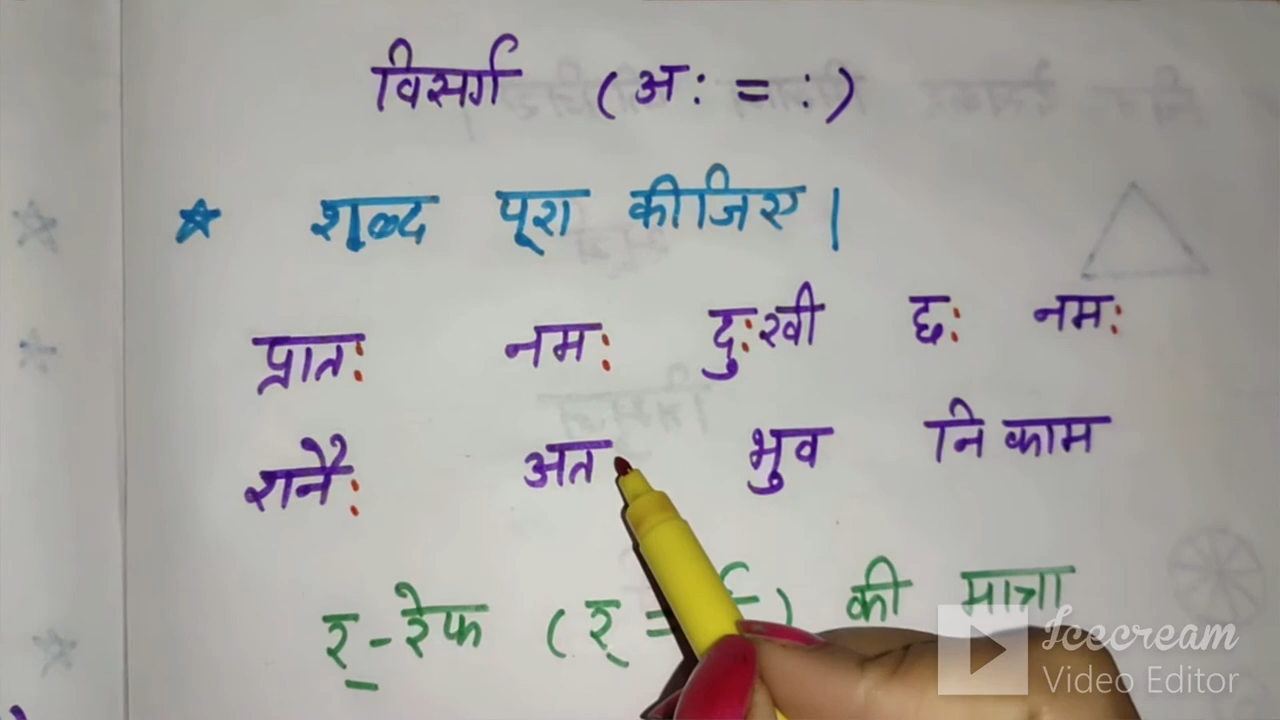 विसर्ग (अः = ः)
★ शब्द पूरा कीजिए।
प्रातः नमः दुःखी छः नमः
शनैः अत भुव नि काम
र् - रेफ (र् = र्) की मात्रा
Icecream
Video Editor